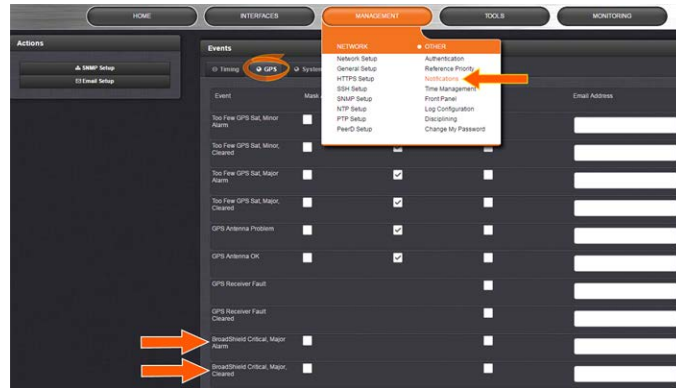 HOME
INTERFACES
MANAGEMENT
TOOLS
MONITORING
Actions
SNMP Setup
Email Setup
Events
Timing
GPS
System
NETWORK
Network Setup
General Setup
HTTPS Setup
SSH Setup
SNMP Setup
NTP Setup
PTP Setup
PeerD Setup
OTHER
Authentication
Reference Priority
Notifications
Time Management
Front Panel
Log Configuration
Disciplining
Change My Password
Event
Mask
Email Address
Too Few GPS Sat, Minor
Alarm
Too Few GPS Sat, Minor,
Cleared
Too Few GPS Sat, Major
Alarm
Too Few GPS Sat, Major,
Cleared
GPS Antenna Problem
GPS Antenna OK
GPS Receiver Fault
GPS Receiver Fault
Cleared
BroadShield Critical, Major
Alarm
BroadShield Critical, Major,
Cleared